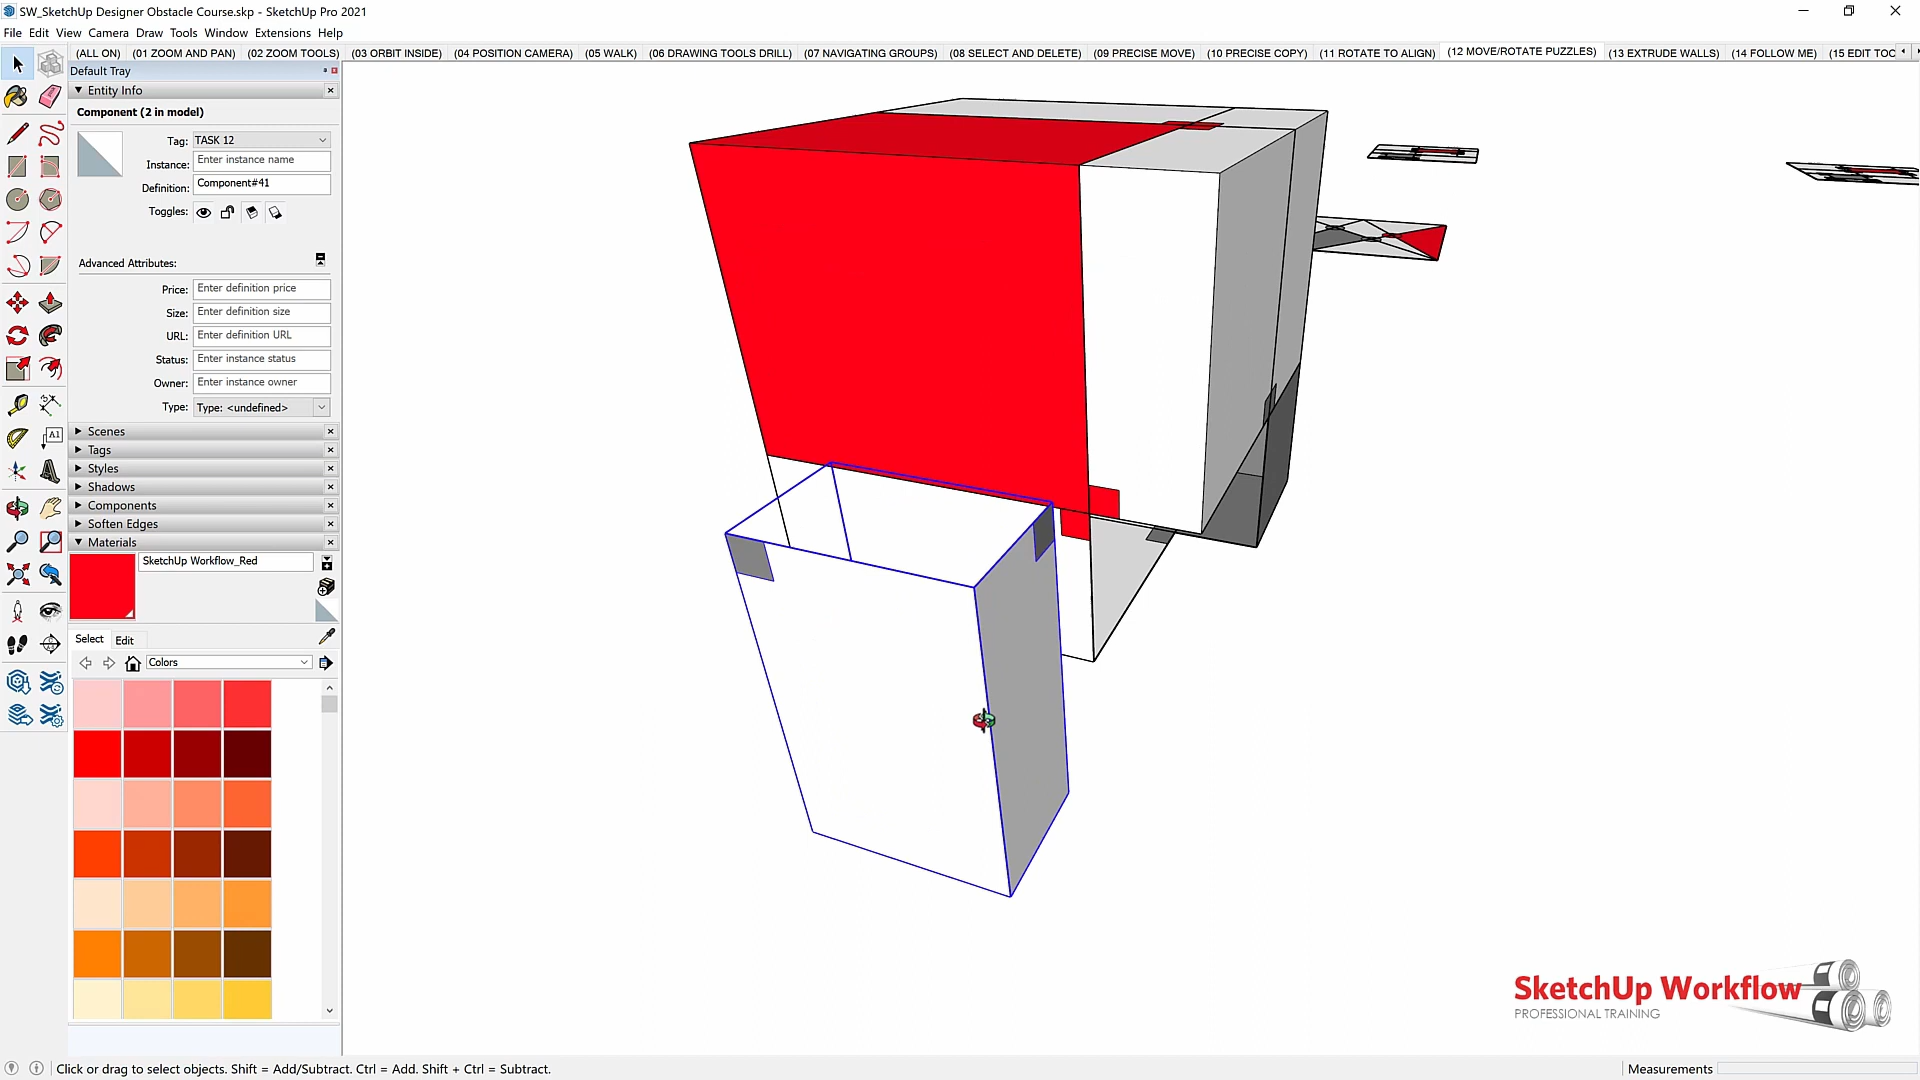 SW_SketchUp Designer Obstacle Course.skp - SketchUp Pro 2021
File Edit View Camera Draw Tools Window Extensions Help
(ALL ON) (01 ZOOM AND PAN) (02 ZOOM TOOLS) (03 ORBIT INSIDE) (04 POSITION CAMERA) (05 WALK) (06 DRAWING TOOLS DRILL) (07 NAVIGATING GROUPS) (08 SELECT AND DELETE) (09 PRECISE MOVE) (10 PRECISE COPY) (11 ROTATE TO ALIGN) (12 MOVE/ROTATE PUZZLES) (13 EXTRUDE WALLS) (14 FOLLOW ME) (15 EDIT TOO
Default Tray
Entity Info
Component (2 in model)
Tag: TASK 12
Instance: Enter instance name
Definition: Component#41
Toggles:
Advanced Attributes:
Price: Enter definition price
Size: Enter definition size
URL: Enter definition URL
Status: Enter instance status
Owner: Enter instance owner
Type: Type: <undefined>
Scenes
Tags
Styles
Shadows
Components
Soften Edges
Materials
SketchUp Workflow_Red
Select Edit
Colors
SketchUp Workflow
PROFESSIONAL TRAINING
Click or drag to select objects. Shift = Add/Subtract. Ctrl = Add. Shift + Ctrl = Subtract.
Measurements